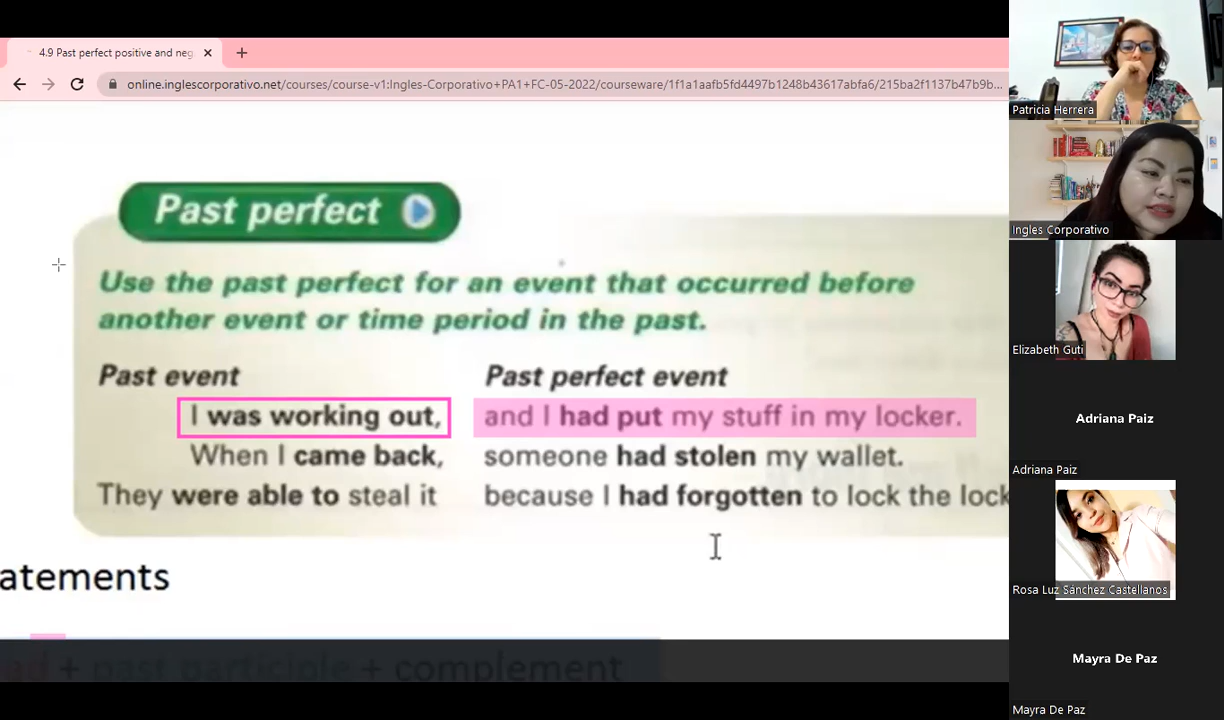 4.9 Past perfect positive and neg
online.inglescorporativo.net/courses/course-v1:Ingles-Corporativo+PA1+FC-05-2022/courseware/1f1a1aafb5fd4497b1248b43617abfa6/215ba2f1137b47b9b...
Past perfect
Use the past perfect for an event that occurred before
another event or time period in the past.
Past event Past perfect event
I was working out, and I had put my stuff in my locker.
When I came back, someone had stolen my wallet.
They were able to steal it because I had forgotten to lock the lock
atements
ad + past participle + complement
Patricia Herrera
Ingles Corporativo
Elizabeth Guti
Adriana Paiz
Adriana Paiz
Rosa Luz Sánchez Castellanos
Mayra De Paz
Mayra De Paz